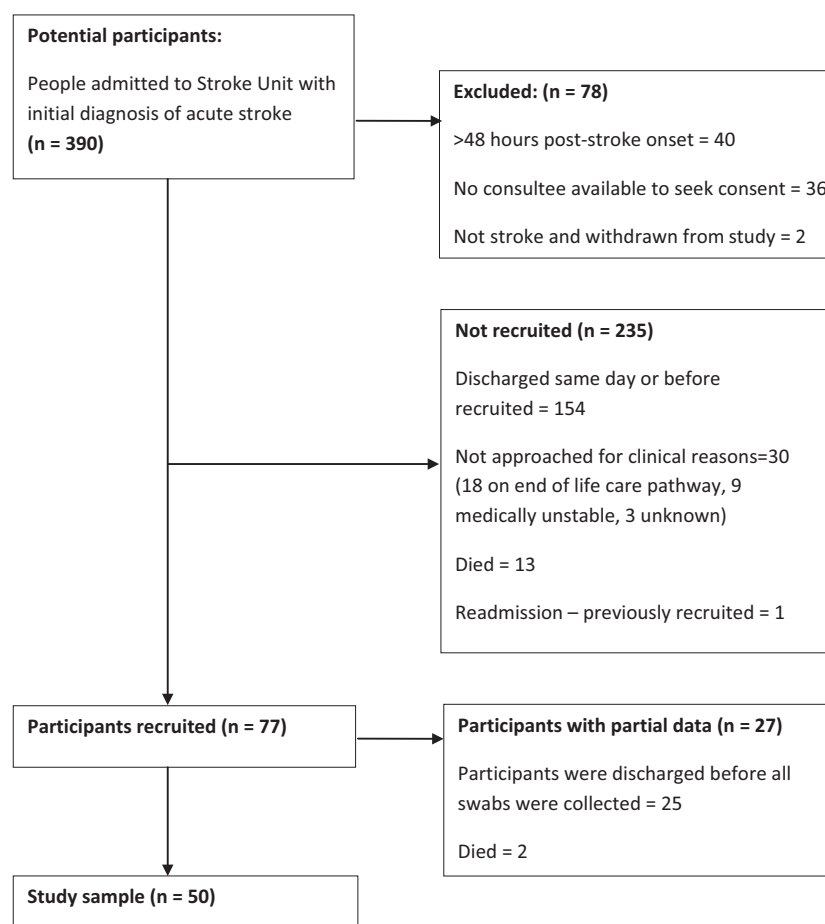 Potential participants:
People admitted to Stroke Unit with
initial diagnosis of acute stroke
(n = 390)
Excluded: (n = 78)
>48 hours post-stroke onset = 40
No consultee available to seek consent = 36
Not stroke and withdrawn from study = 2
Not recruited (n = 235)
Discharged same day or before
recruited = 154
Not approached for clinical reasons=30
(18 on end of life care pathway, 9
medically unstable, 3 unknown)
Died = 13
Readmission – previously recruited = 1
Participants recruited (n = 77)
Participants with partial data (n = 27)
Participants were discharged before all
swabs were collected = 25
Died = 2
Study sample (n = 50)